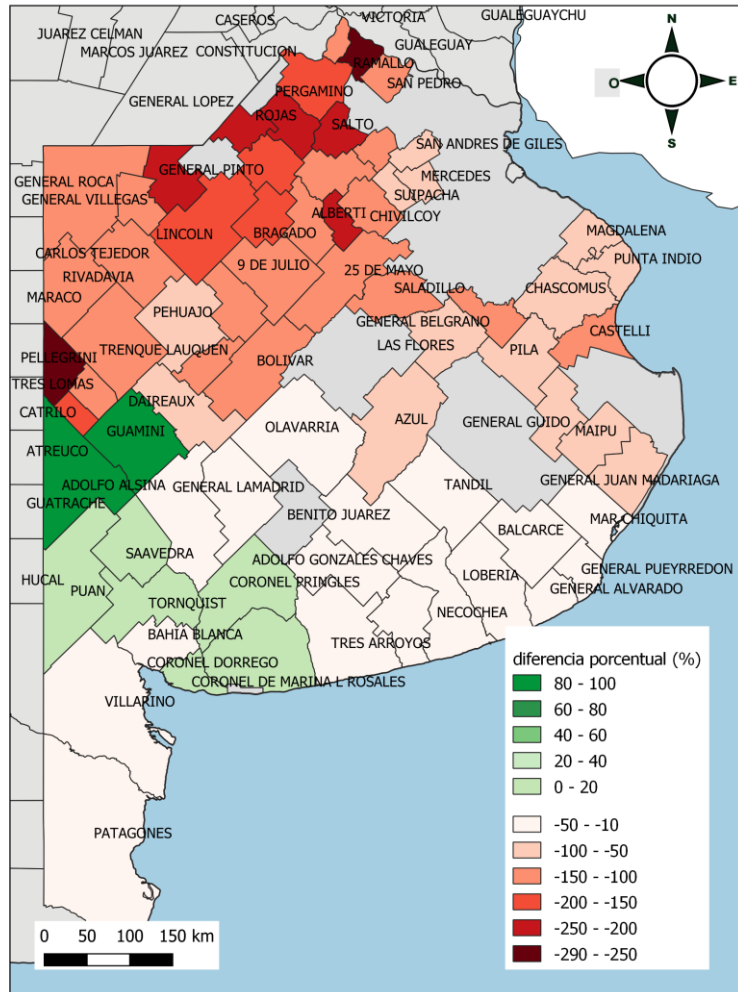 VICTORIA
GUALEGUAYCHU
CASEROS
JUAREZ CELMAN
MARCOS JUAREZ
CONSTITUCION
GUALEGUAY
N
RAMALLO
O
E
SAN PEDRO
GENERAL LOPEZ
PERGAMINO
S
ROJAS
SALTO
SAN ANDRES DE GILES
GENERAL PINTO
MERCEDES
GENERAL ROCA
SUIPACHA
GENERAL VILLEGAS
ALBERTI
CHIVILCOY
LINCOLN
BRAGADO
MAGDALENA
CARLOS TEJEDOR
9 DE JULIO
PUNTA INDIO
RIVADAVIA
25 DE MAYO
SALADILLO
CHASCOMUS
MARACO
PEHUAJO
GENERAL BELGRANO
CASTELLI
TRENQUE LAUQUEN
LAS FLORES
PELLEGRINI
BOLIVAR
PILA
TRES LOMAS
DAIREAUX
CATRILO
GUAMINI
OLAVARRIA
AZUL
GENERAL GUIDO
MAIPU
ATREUCO
ADOLFO ALSINA
GENERAL LAMADRID
TANDIL
GENERAL JUAN MADARIAGA
GUATRACHE
BENITO JUAREZ
MAR CHIQUITA
BALCARCE
SAAVEDRA
ADOLFO GONZALES CHAVES
GENERAL PUEYRREDON
HUCAL
PUAN
CORONEL PRINGLES
LOBERIA
GENERAL ALVARADO
TORNQUIST
NECOCHEA
BAHIA BLANCA
TRES ARROYOS
CORONEL DORREGO
CORONEL DE MARINA L ROSALES
VILLARINO
PATAGONES
diferencia porcentual (%)
80 - 100
60 - 80
40 - 60
20 - 40
0 - 20
-50 - -10
-100 - -50
-150 - -100
-200 - -150
-250 - -200
-290 - -250
0 50 100 150 km